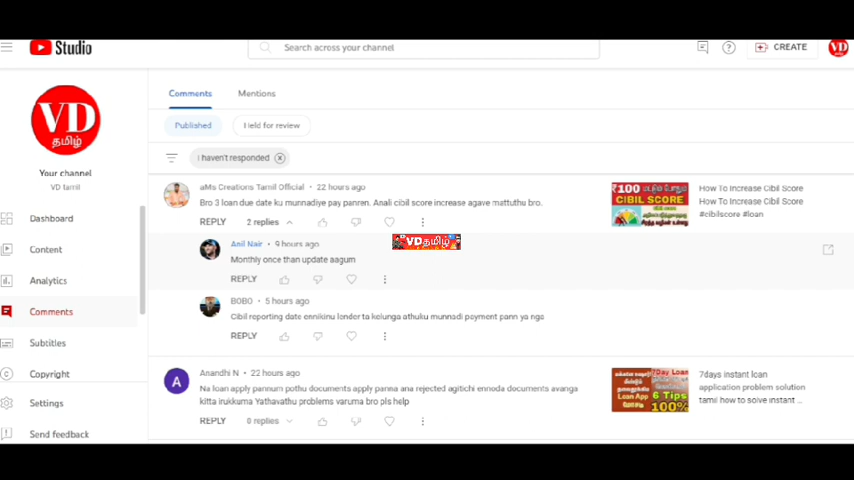 Studio
Search across your channel
CREATE
VD
VD
தமிழ்
Your channel
VD tamil
Dashboard
Content
Analytics
Comments
Subtitles
Copyright
Settings
Send feedback
Comments
Mentions
Published
Held for review
I haven't responded
aMs Creations Tamil Official • 22 hours ago
Bro 3 loan due date ku munnadiye pay panren. Anali cibil score increase agave mattuthu bro.
REPLY
2 replies
₹100
CIBIL
SCORE
How To Increase Cibil Score
How To Increase Cibil Score
#cibilscore #loan
VDதமிழ்
Anil Nair • 9 hours ago
Monthly once than update aagum
REPLY
BOBO • 5 hours ago
Cibil reporting date ennikinu lender ta keiunga athuku munnadi payment pann ya nga
REPLY
A
Anandhi N • 22 hours ago
Na loan apply pannum pothu documents apply panna ana rejected agitichi ennoda documents avanga
kitta irukkuma Yathavathu problems varuma bro pls help
REPLY
0 replies
7Day Loan
Loan App
6 Tips
100%
7days instant loan
application problem solution
tamil how to solve instant ...